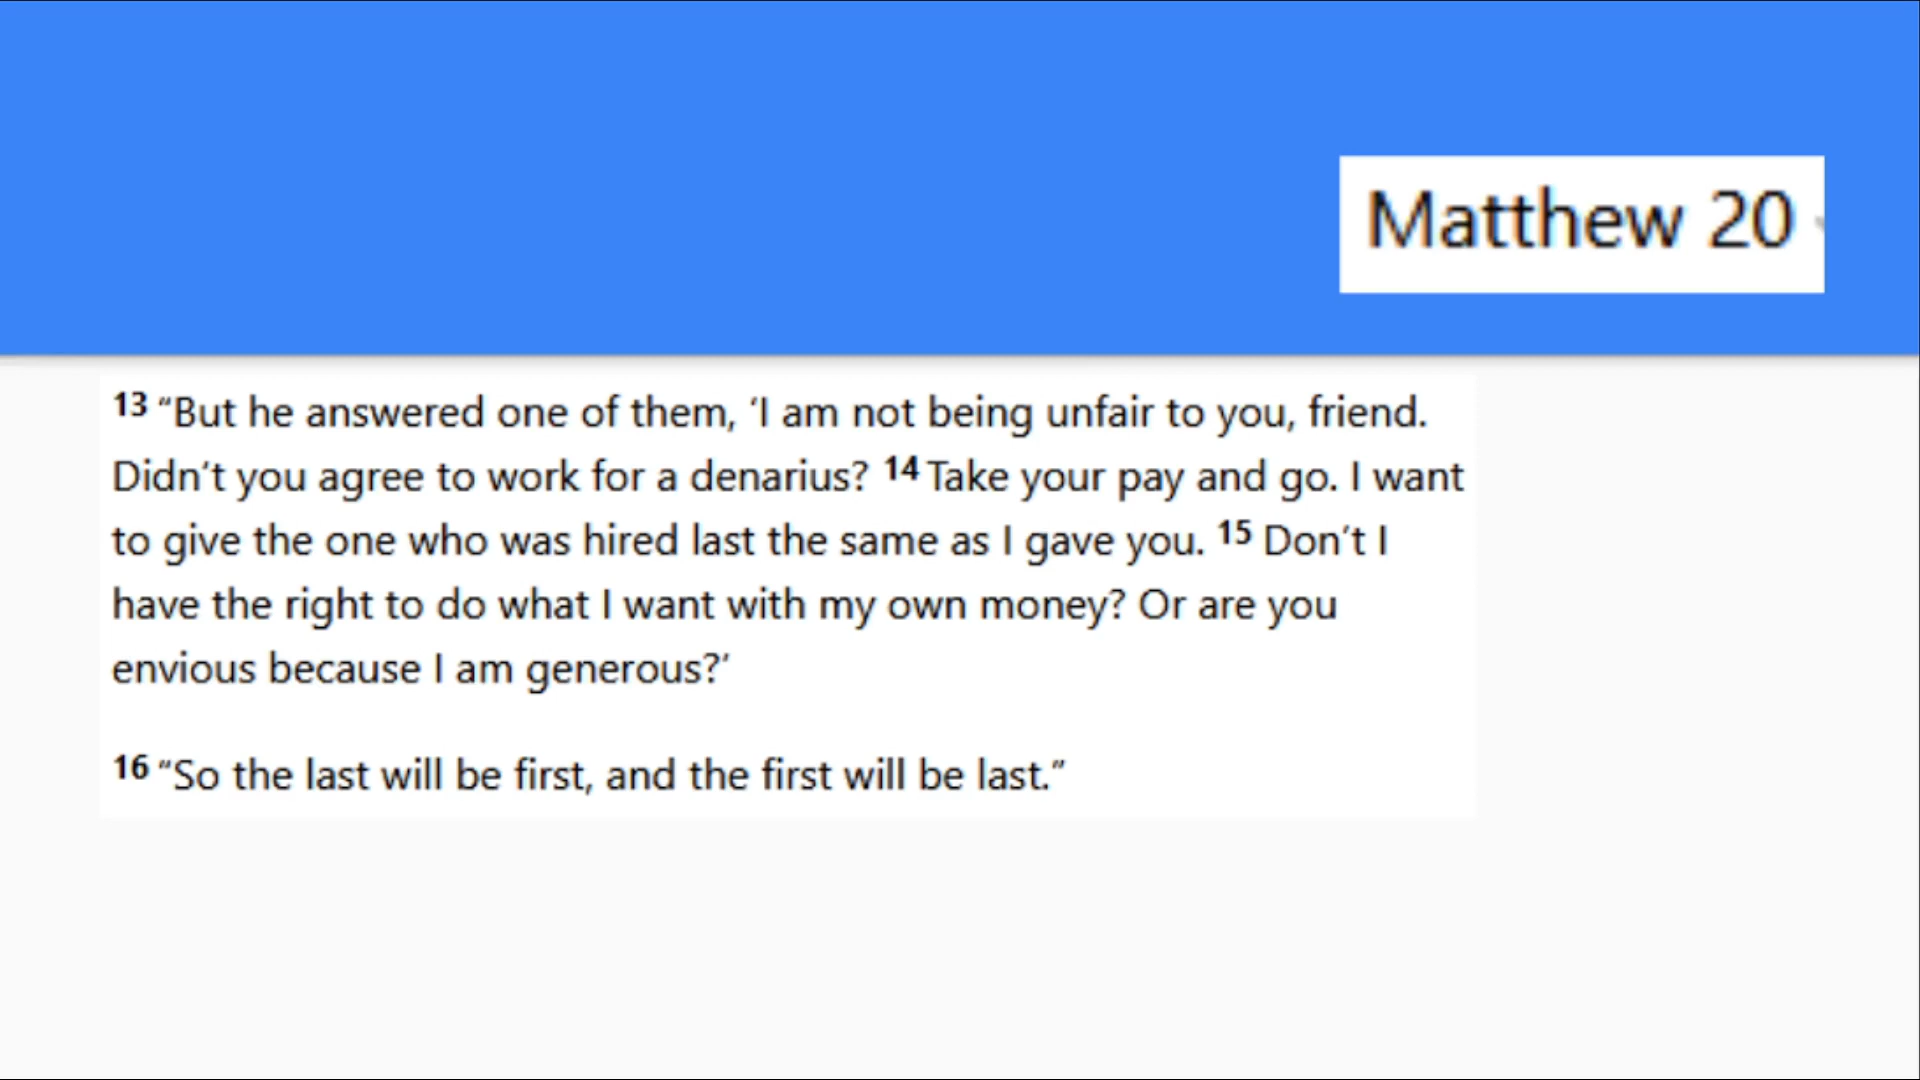 Matthew 20
13 “But he answered one of them, ‘I am not being unfair to you, friend.
Didn’t you agree to work for a denarius? 14 Take your pay and go. I want
to give the one who was hired last the same as I gave you. 15 Don’t I
have the right to do what I want with my own money? Or are you
envious because I am generous?’
16 “So the last will be first, and the first will be last.”